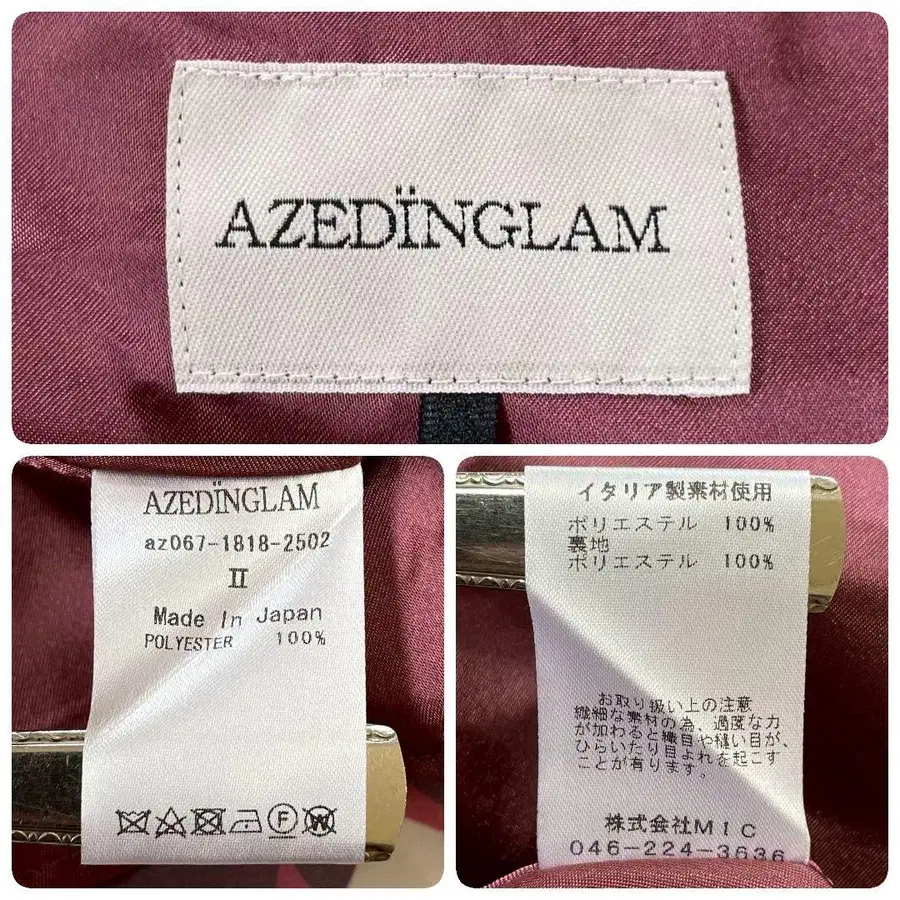 AZEDÏNGLAM
AZEDÏNGLAM
az067-1818-2502
II
Made In Japan
POLYESTER 100%
F
W
イタリア製素材使用
ポリエステル 100%
裏地
ポリエステル 100%
お取り扱い上の注意
繊細な素材の為、過度な力
が加わると織目や縫い目が、
ひらいたり目よれを起こす
ことが有ります。
株式会社MIC
046-224-3636